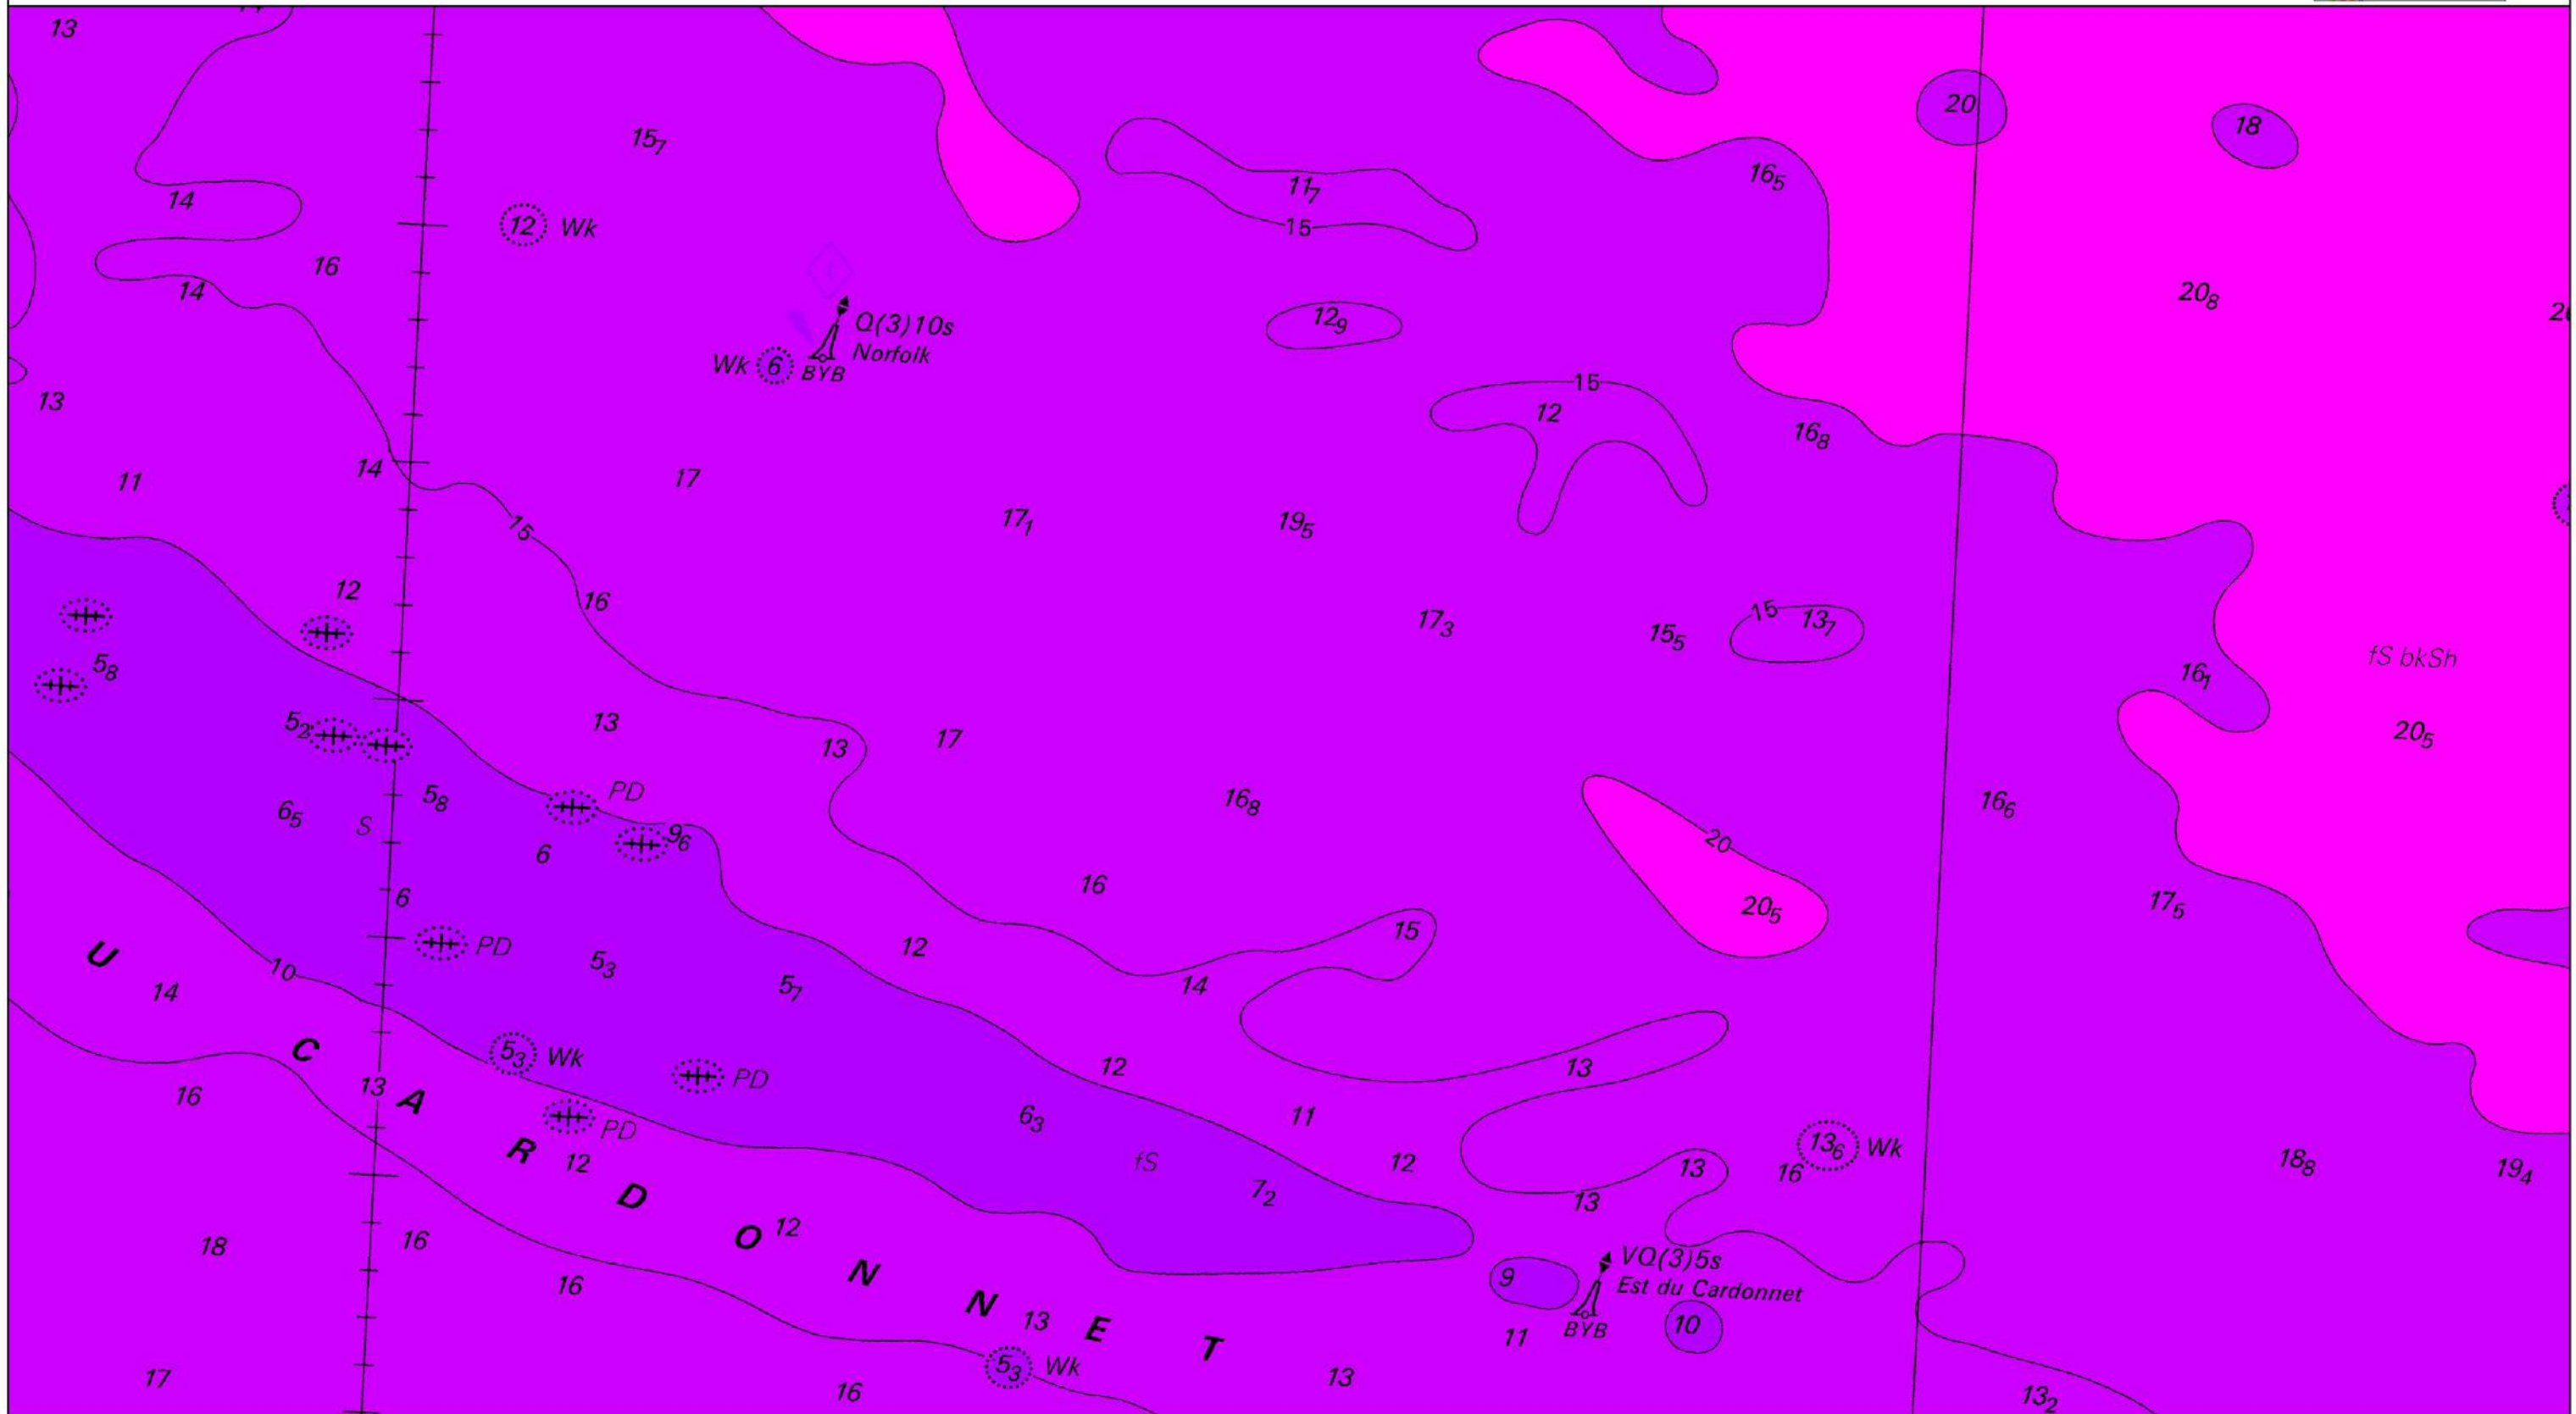 13
15₇
20
18
16₅
14
11₇
12 Wk
15
16
14
20₈
12₉
Q(3)10s
Norfolk
Wk 6 BYB
13
15
12
16₈
14
11
17
17₁
19₅
15
12
16
15
13₇
17₃
15₅
5₈
fS bkSh
16₁
5₂
13
13
17
20₅
PD
5₈
6₅
S
16₈
16₆
9₆
20
6
16
6
20₅
17₅
15
U
PD
12
5₃
10
14
5₇
14
C
5₃ Wk
12
13
PD
13
A
16
6₃
11
PD
R
12
fS
12
13
16
13₆ Wk
18₈
19₄
D
7₂
13
12
O
18
16
VQ(3)5s
N
9
Est du Cardonnet
16
N
13
E
T
11
BYB
10
5₃ Wk
17
16
13
13₂